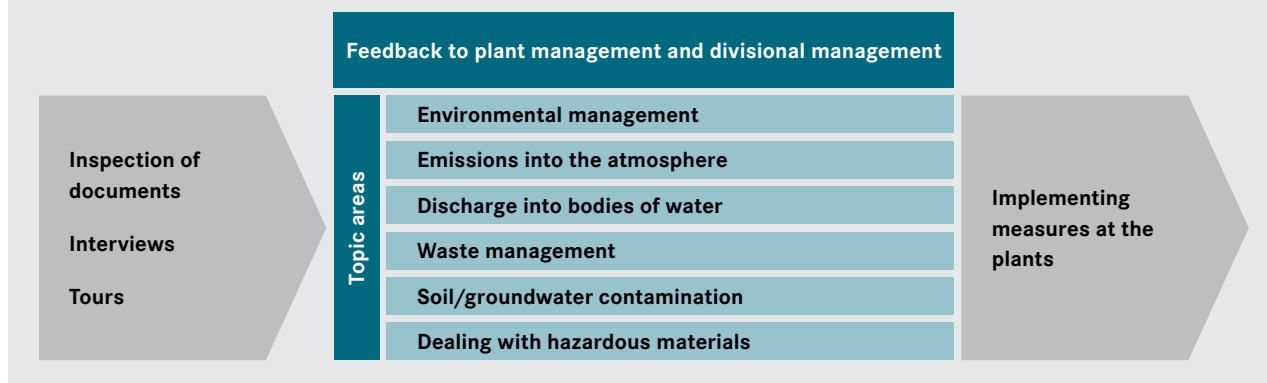 Feedback to plant management and divisional management
Inspection of
documents
Interviews
Tours
Topic areas
Environmental management
Emissions into the atmosphere
Discharge into bodies of water
Waste management
Soil/groundwater contamination
Dealing with hazardous materials
Implementing
measures at the
plants